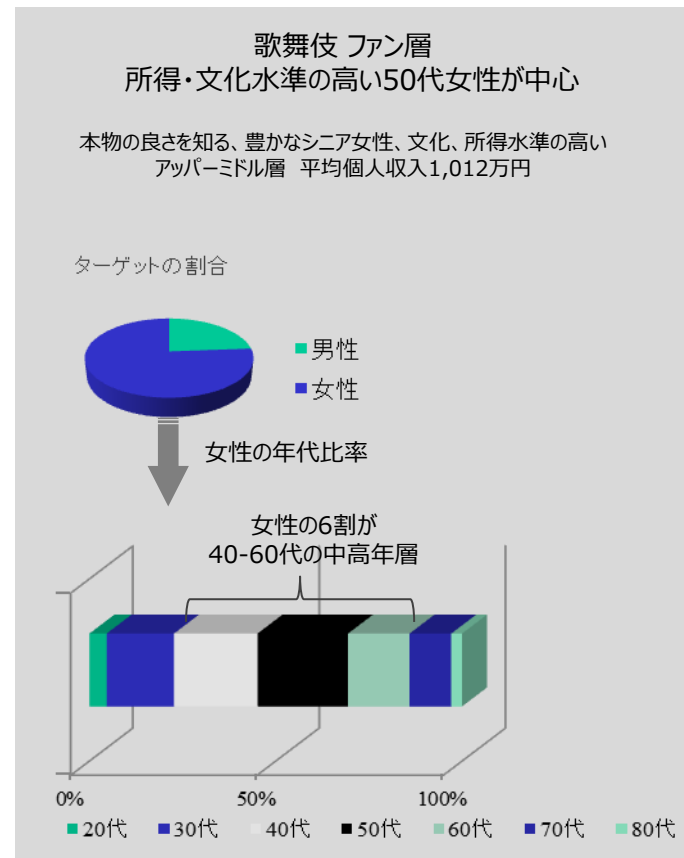 歌舞伎 ファン層
所得・文化水準の高い50代女性が中心
本物の良さを知る、豊かなシニア女性、文化、所得水準の高い
アッパーミドル層 平均個人収入1,012万円
ターゲットの割合
男性
女性
女性の年代比率
女性の6割が
40-60代の中高年層
0% 50% 100%
20代 30代 40代 50代 60代 70代 80代